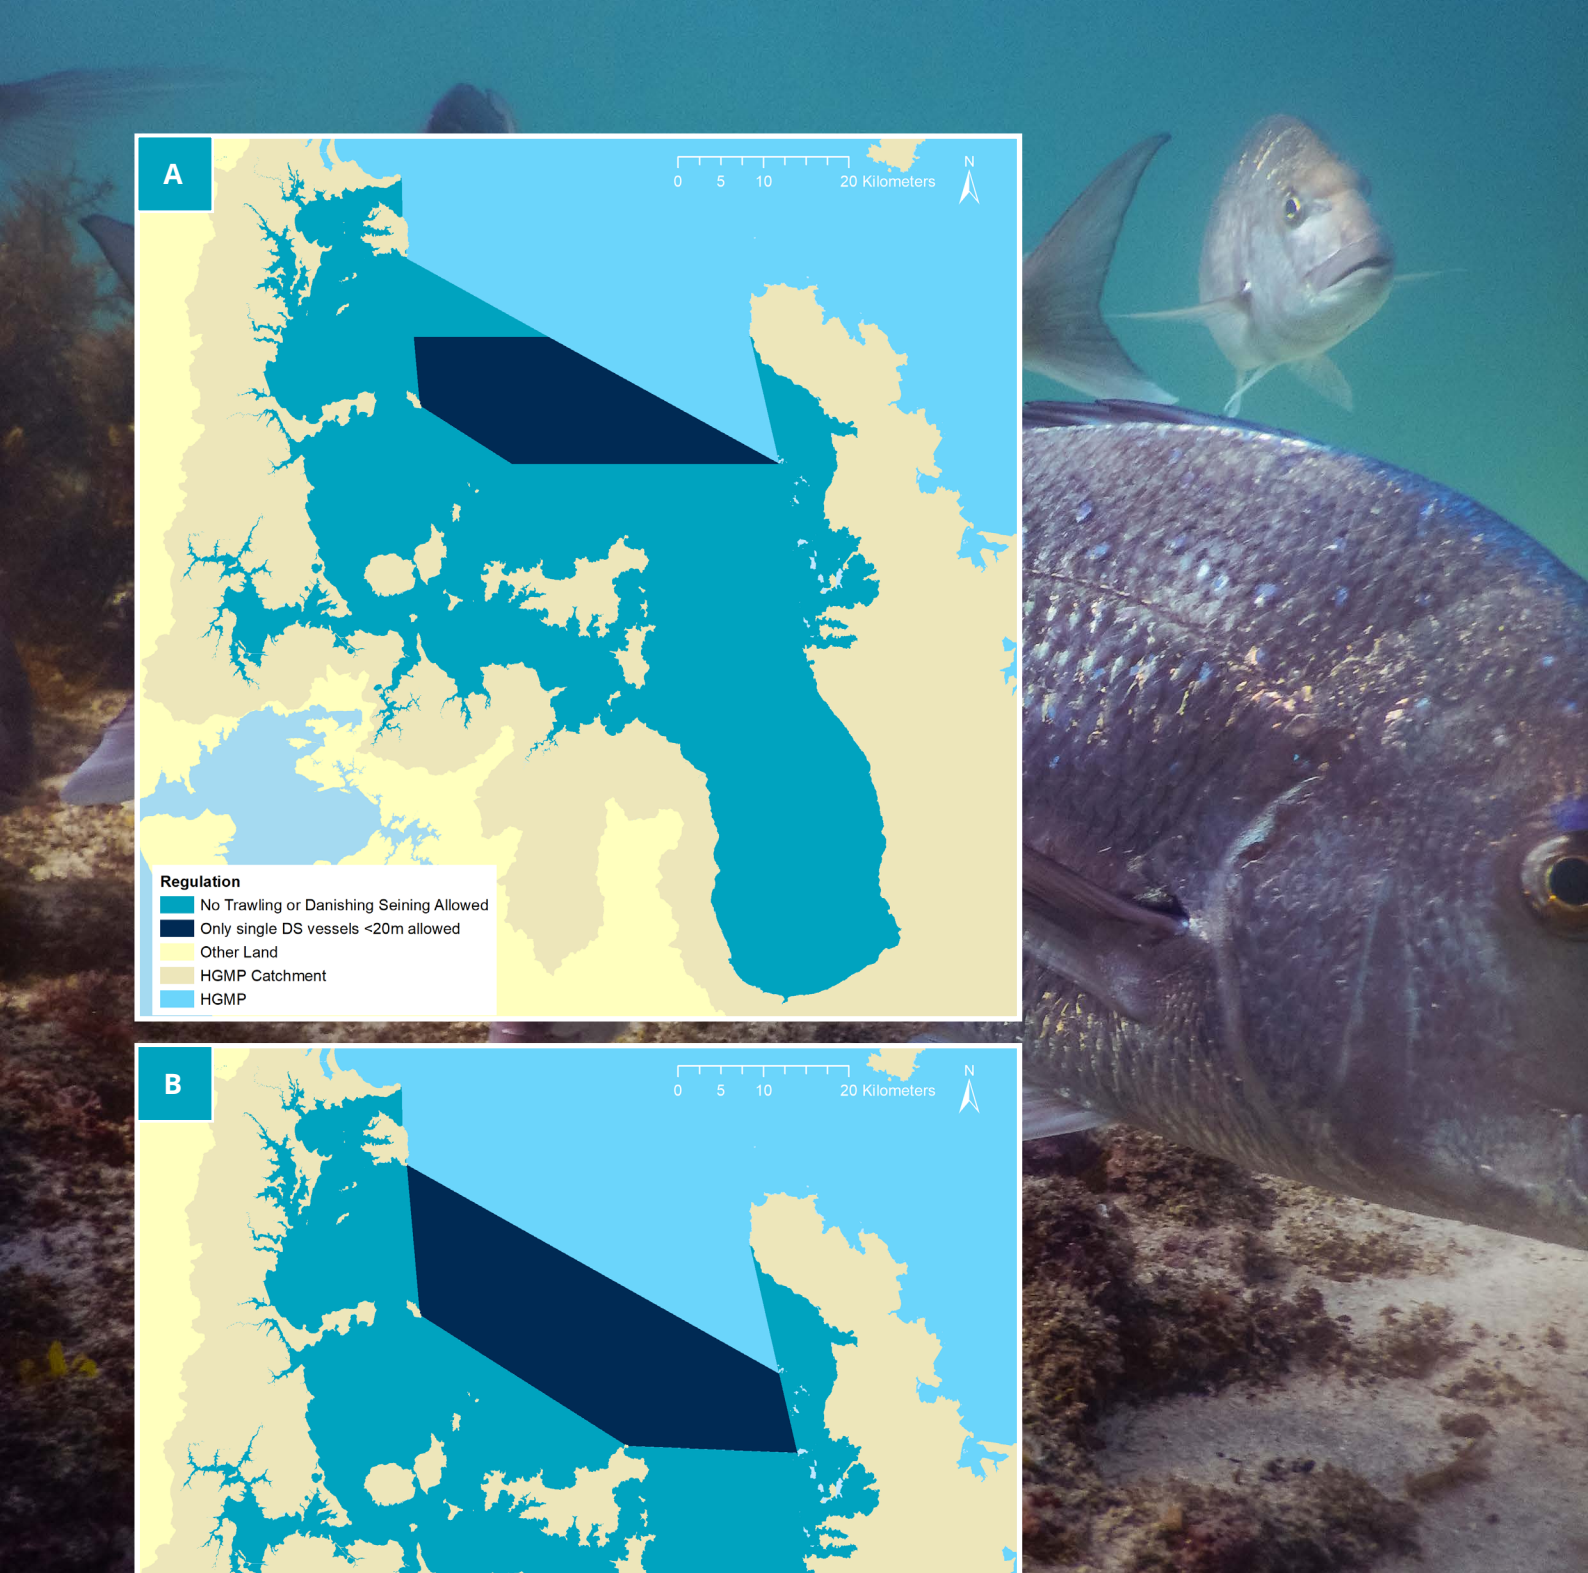 A
N
0 5 10 20 Kilometers
Regulation
No Trawling or Danishing Seining Allowed
Only single DS vessels <20m allowed
Other Land
HGMP Catchment
HGMP
B
N
0 5 10 20 Kilometers